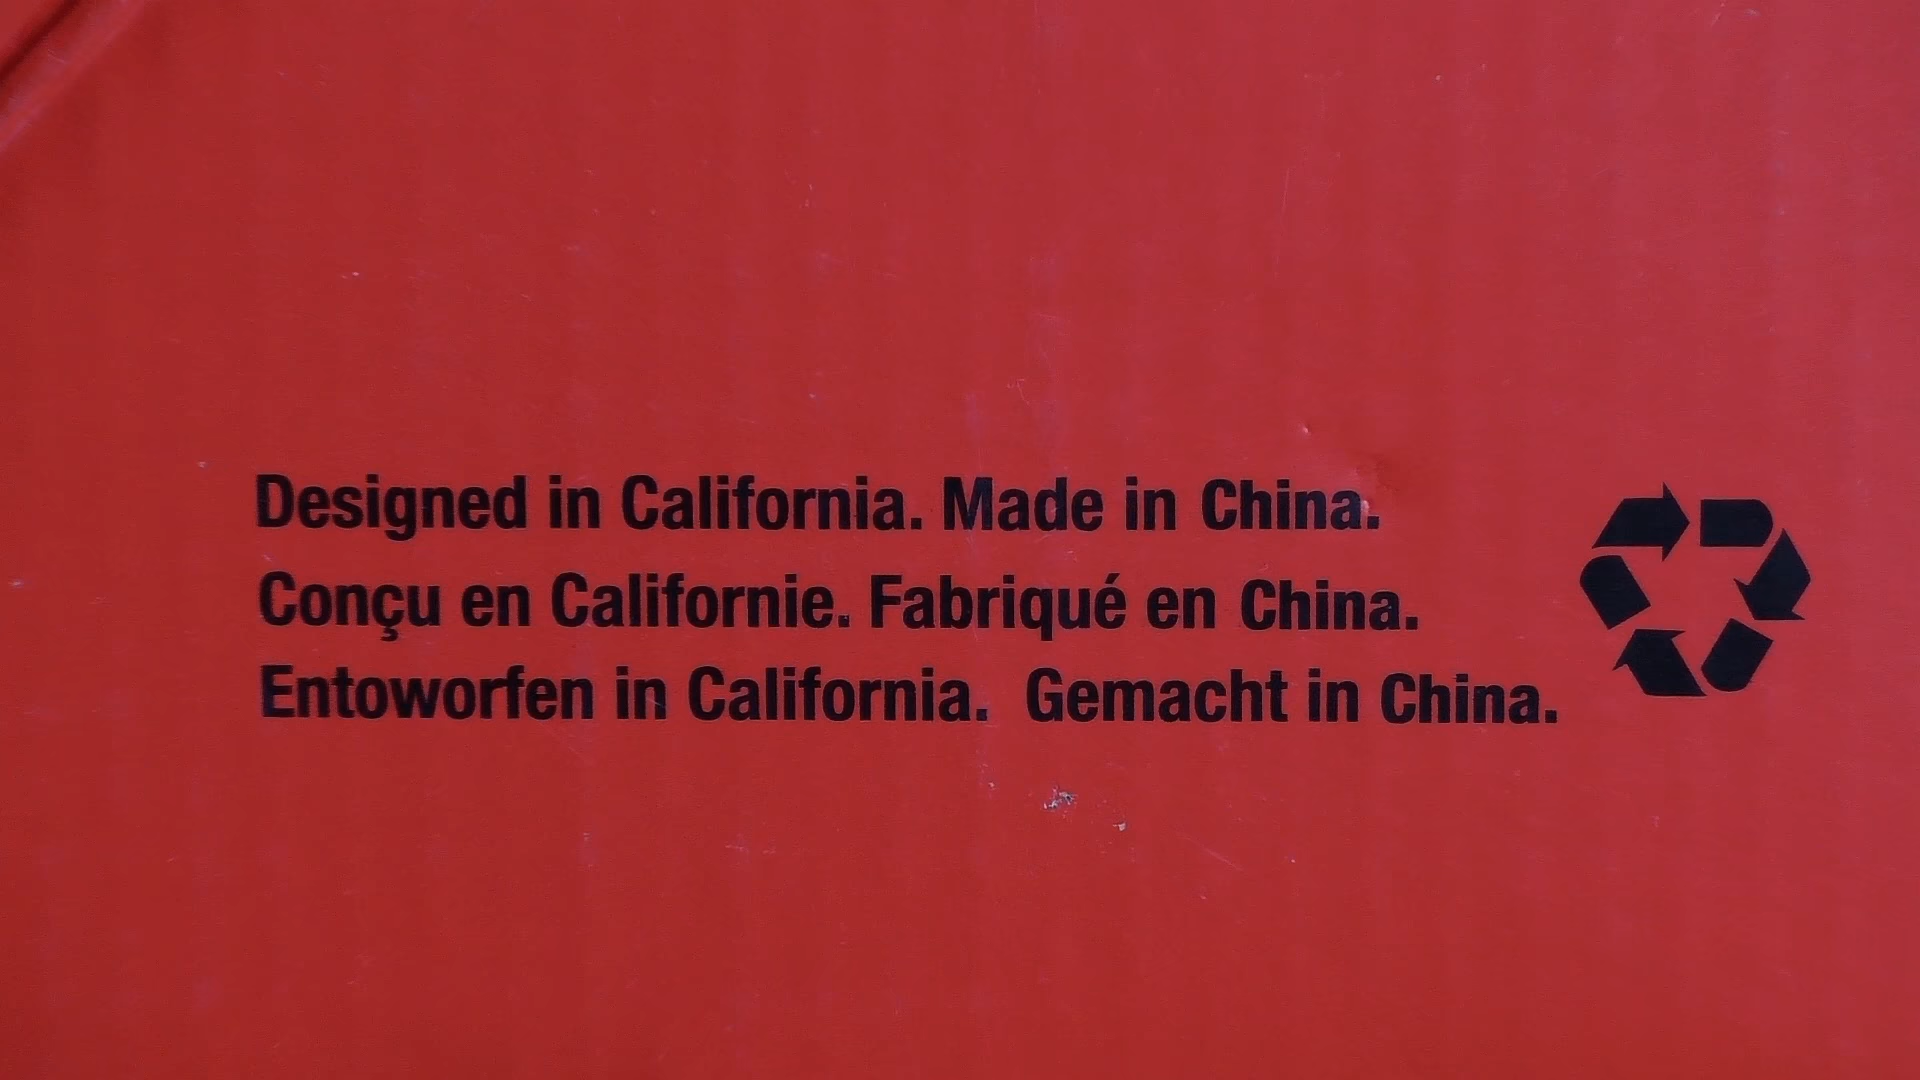 Designed in California. Made in China.
Conçu en Californie. Fabriqué en China.
Entoworfen in California. Gemacht in China.